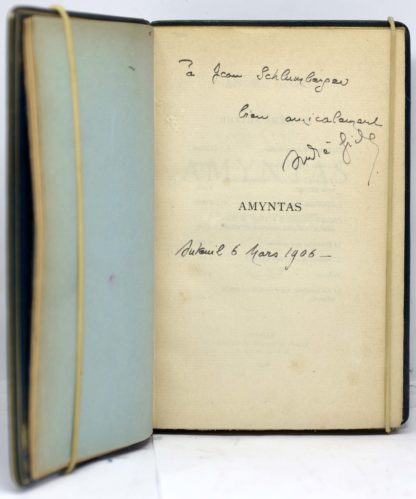 à Jean Schlumberger
bien amicalement
André Gide
AMYNTAS
Auteuil 6 Mars 1906 —